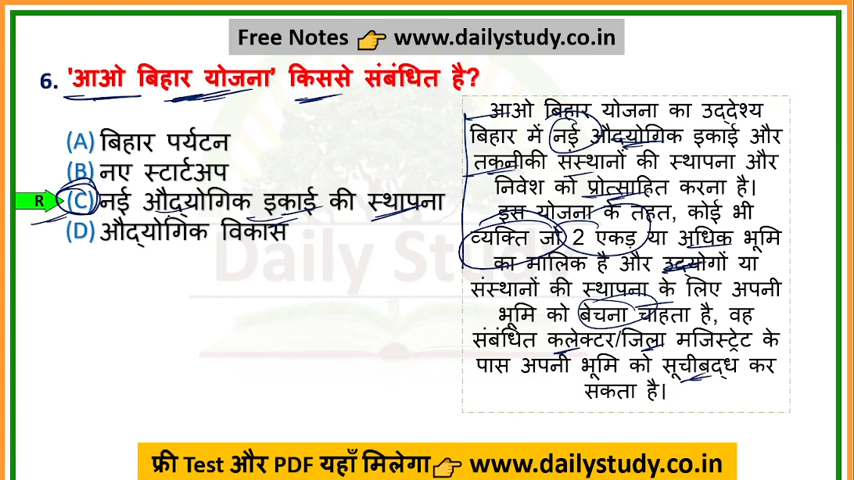 Free Notes 👉 www.dailystudy.co.in
6. 'आओ बिहार योजना' किससे संबंधित है?
(A) बिहार पर्यटन
(B) नए स्टार्टअप
R (C) नई औद्योगिक इकाई की स्थापना
(D) औद्योगिक विकास
आओ बिहार योजना का उद्देश्य
बिहार में नई औद्योगिक इकाई और
तकनीकी संस्थानों की स्थापना और
निवेश को प्रोत्साहित करना है।
इस योजना के तहत, कोई भी
व्यक्ति जो 2 एकड़ या अधिक भूमि
का मालिक है और उद्योगों या
संस्थानों की स्थापना के लिए अपनी
भूमि को बेचना चाहता है, वह
संबंधित कलेक्टर/जिला मजिस्ट्रेट के
पास अपनी भूमि को सूचीबद्ध कर
सकता है।
Daily Study
फ्री Test और PDF यहाँ मिलेगा👉 www.dailystudy.co.in